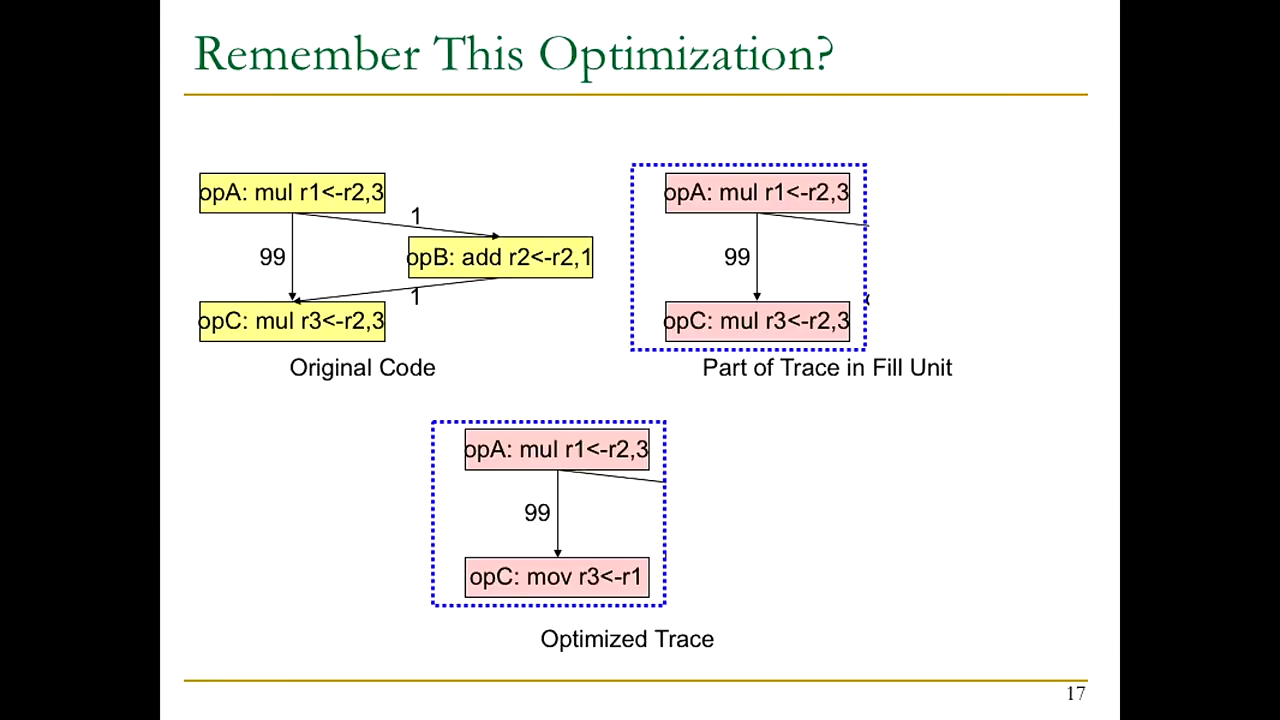 Remember This Optimization?
opA: mul r1<-r2,3
1
99
opB: add r2<-r2,1
1
opC: mul r3<-r2,3
Original Code
opA: mul r1<-r2,3
99
opC: mul r3<-r2,3
Part of Trace in Fill Unit
opA: mul r1<-r2,3
99
opC: mov r3<-r1
Optimized Trace
17